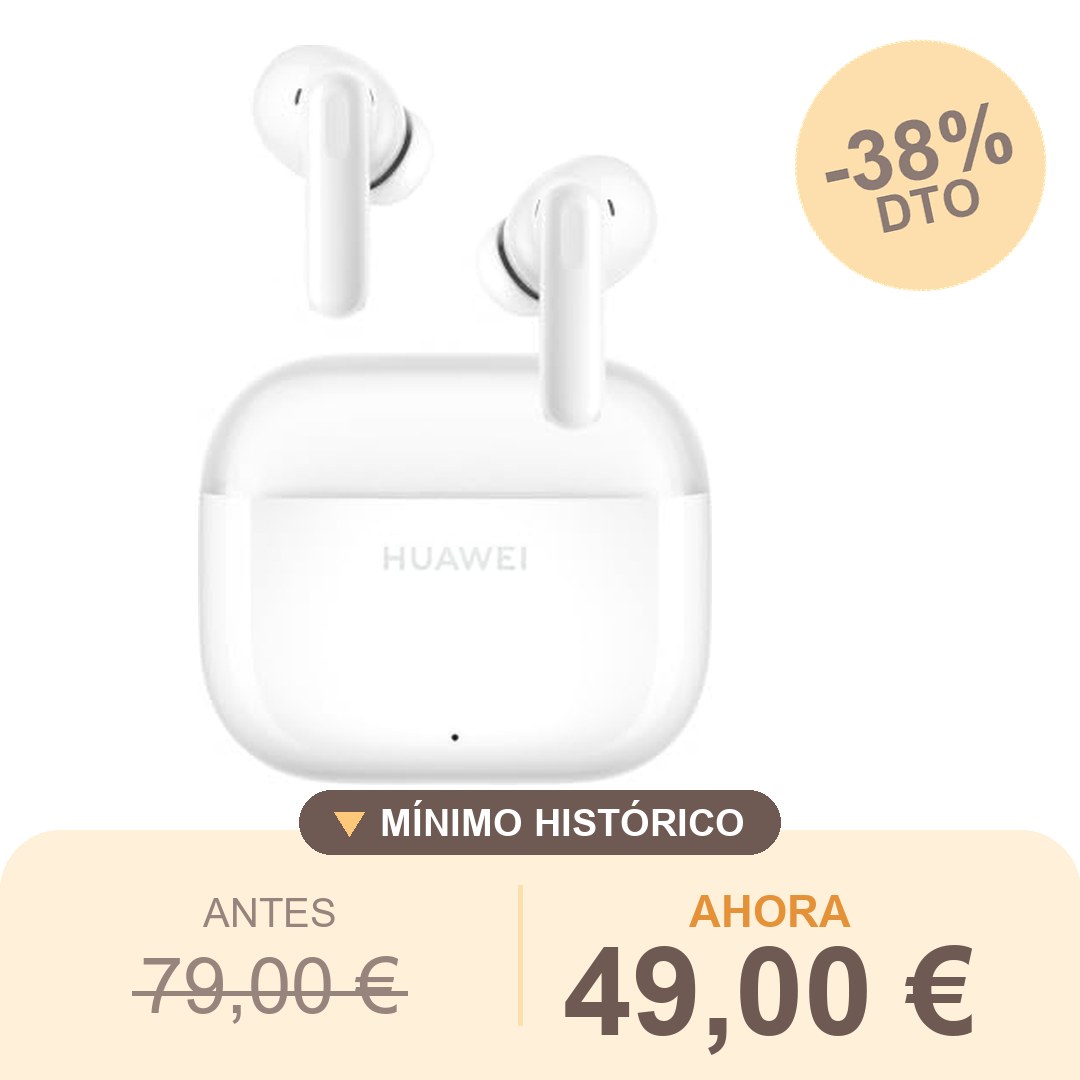 -38%
DTO
HUAWEI
MÍNIMO HISTÓRICO
ANTES
79,00 €
AHORA
49,00 €